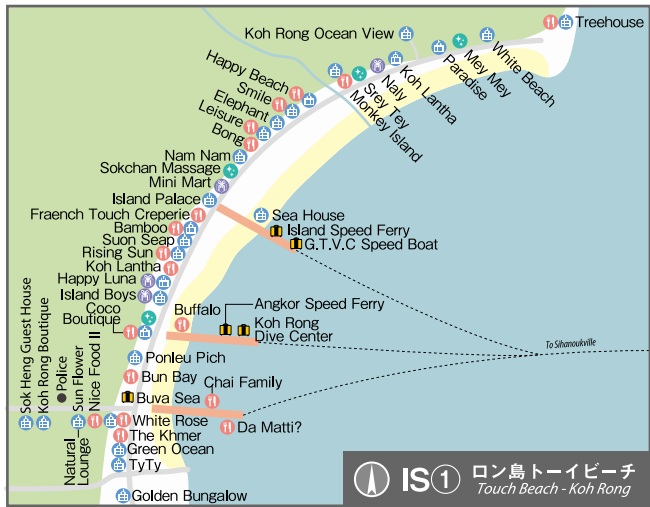 Treehouse
Koh Rong Ocean View
White Beach
Mey Mey
Paradise
Koh Lantha
Naly
Srey Tey
Monkey Island
Happy Beach
Smile
Elephant
Leisure
Bong
Nam Nam
Sokchan Massage
Mini Mart
Island Palace
Fraench Touch Creperie
Sea House
Bamboo
Island Speed Ferry
Suon Seap
G.T.V.C Speed Boat
Rising Sun
Koh Lantha
Happy Luna
Island Boys
Coco
Boutique
Buffalo
Angkor Speed Ferry
Koh Rong
Dive Center
To Sihanoukville
Ponleu Pich
Bun Bay
Chai Family
Buva Sea
Sok Heng Guest House
Koh Rong Boutique
Police
Sun Flower
Nice Food II
White Rose
Da Matti?
The Khmer
Natural
Lounge
Green Ocean
TyTy
Golden Bungalow
IS① ロン島トーイビーチ
Touch Beach - Koh Rong